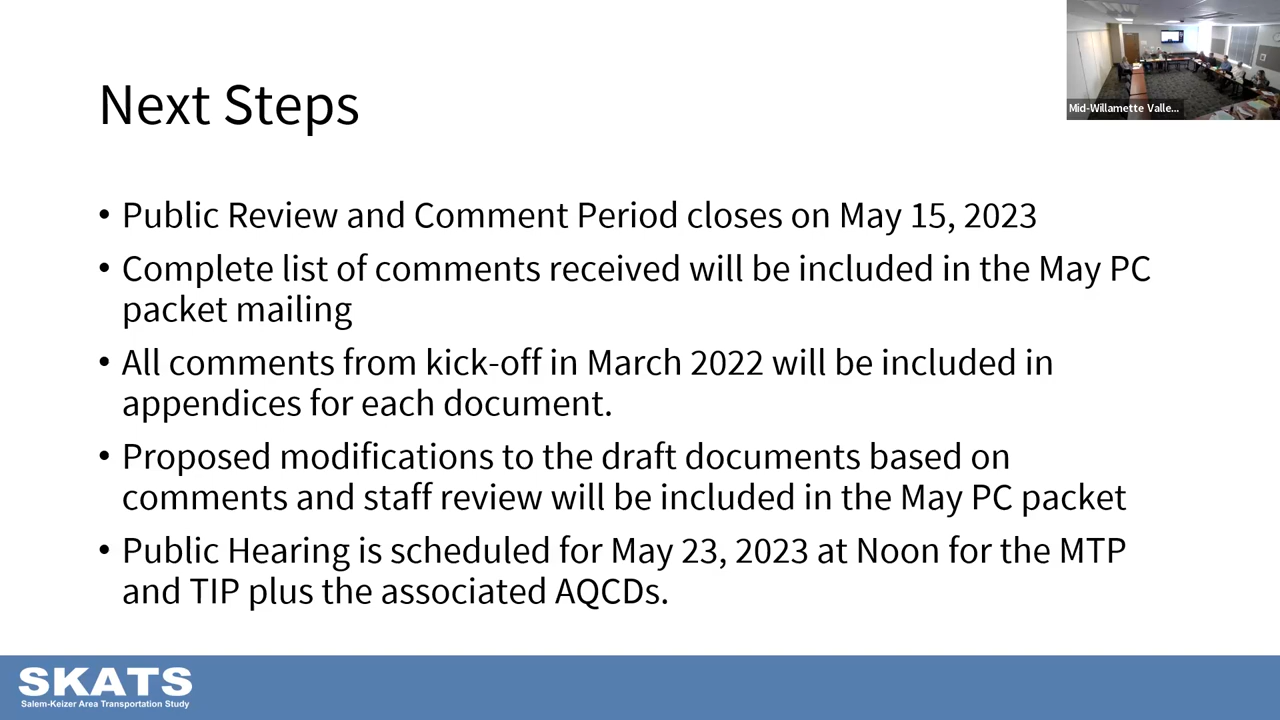 Mid-Willamette Valle...
Next Steps
• Public Review and Comment Period closes on May 15, 2023
• Complete list of comments received will be included in the May PC
packet mailing
• All comments from kick-off in March 2022 will be included in
appendices for each document.
• Proposed modifications to the draft documents based on
comments and staff review will be included in the May PC packet
• Public Hearing is scheduled for May 23, 2023 at Noon for the MTP
and TIP plus the associated AQCDs.
SKATS
Salem-Keizer Area Transportation Study